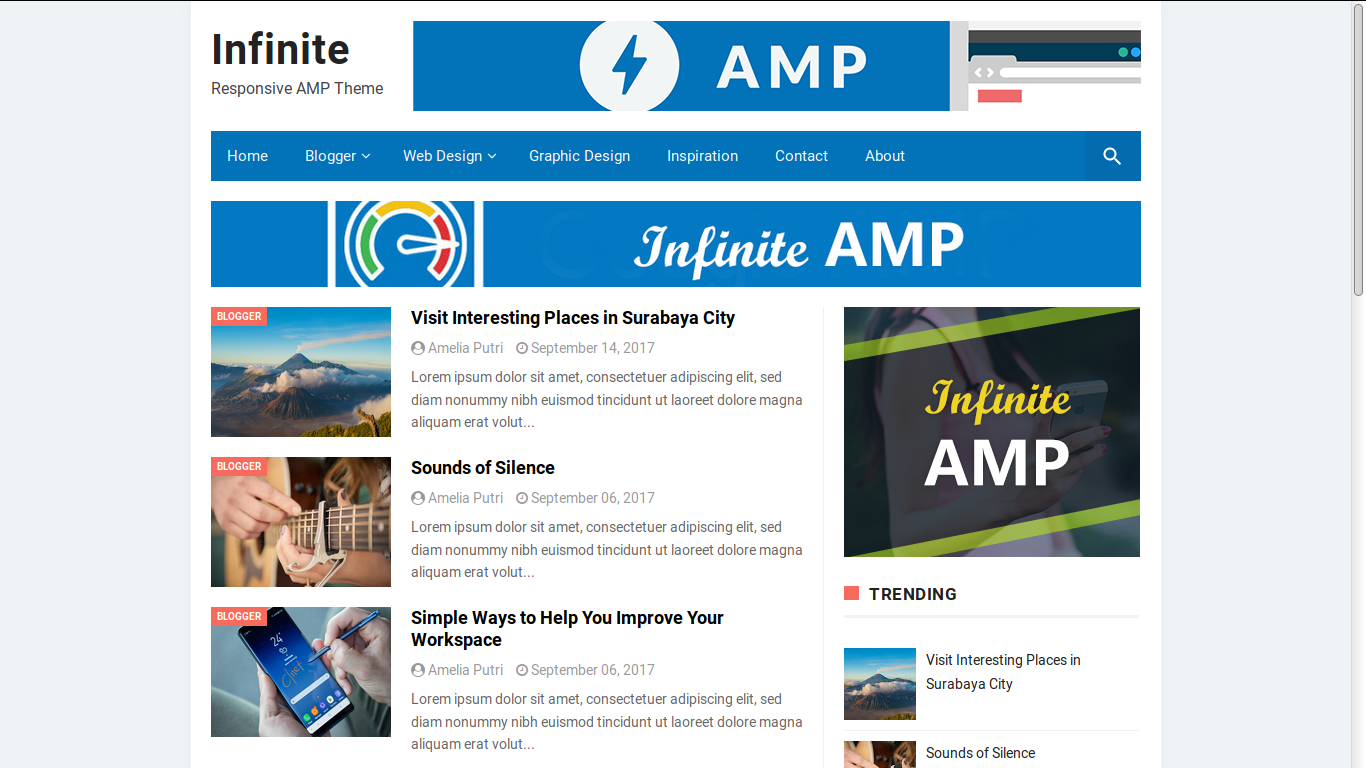 Infinite
Responsive AMP Theme
AMP
Home Blogger Web Design Graphic Design Inspiration Contact About
Infinite AMP
BLOGGER
Visit Interesting Places in Surabaya City
Amelia Putri September 14, 2017
Lorem ipsum dolor sit amet, consectetuer adipiscing elit, sed
diam nonummy nibh euismod tincidunt ut laoreet dolore magna
aliquam erat volut...
BLOGGER
Sounds of Silence
Amelia Putri September 06, 2017
Lorem ipsum dolor sit amet, consectetuer adipiscing elit, sed
diam nonummy nibh euismod tincidunt ut laoreet dolore magna
aliquam erat volut...
BLOGGER
24
Simple Ways to Help You Improve Your
Workspace
Amelia Putri September 06, 2017
Lorem ipsum dolor sit amet, consectetuer adipiscing elit, sed
diam nonummy nibh euismod tincidunt ut laoreet dolore magna
aliquam erat volut...
Infinite
AMP
TRENDING
Visit Interesting Places in
Surabaya City
Sounds of Silence